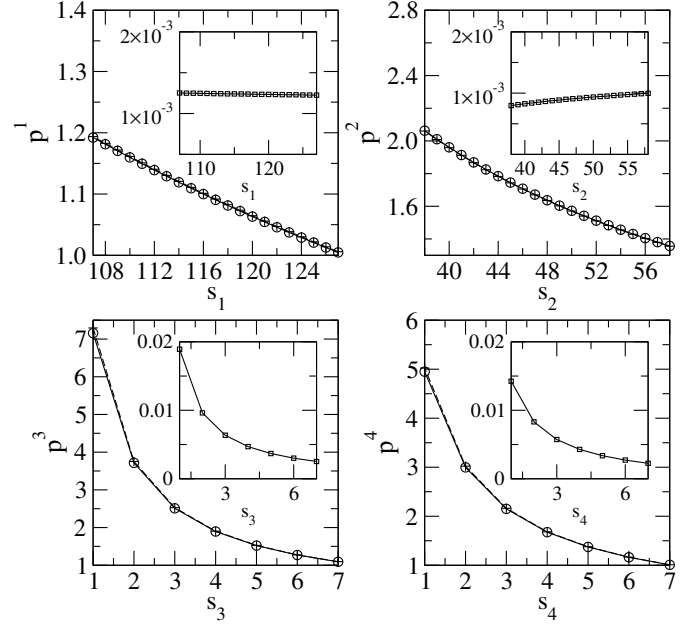 1.4
1.3
1.2
1.1
1.0
p^1
108 112 116 120 124
s_1
2×10^-3
1×10^-3
110 120
s_1
2.8
2.4
2.0
1.6
p^2
40 44 48 52 56
s_2
2×10^-3
1×10^-3
0
40 45 50 55
s_2
7
6
5
4
3
2
1
p^3
1 2 3 4 5 6 7
s_3
0.02
0.01
0
3 6
s_3
6
5
4
3
2
1
p^4
1 2 3 4 5 6 7
s_4
0.02
0.01
0
3 6
s_4